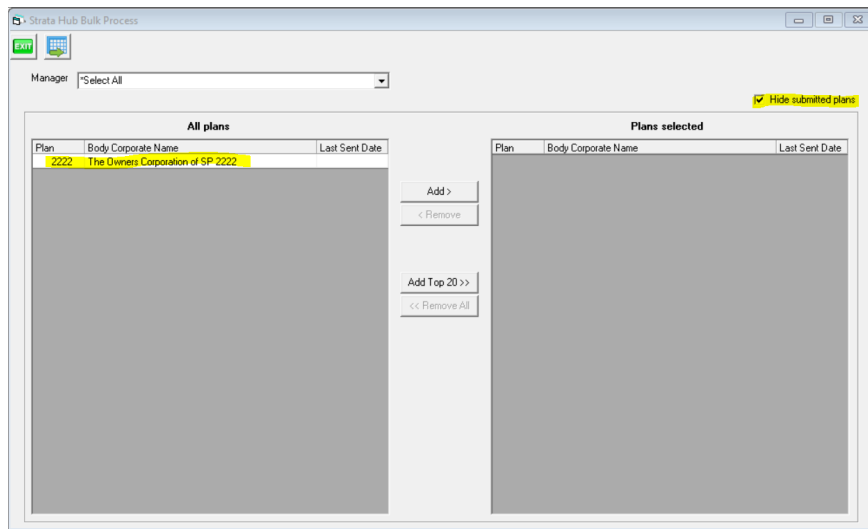 Strata Hub Bulk Process
EXIT
Manager *Select All
Hide submitted plans
All plans
Plan Body Corporate Name Last Sent Date
2222 The Owners Corporation of SP 2222
Add >
< Remove
Add Top 20 >>
<< Remove All
Plans selected
Plan Body Corporate Name Last Sent Date